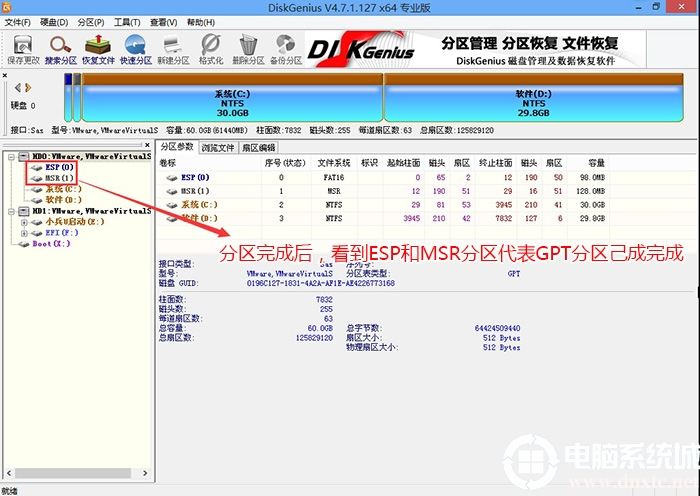 DiskGenius V4.7.1.127 x64 专业版
文件(F) 硬盘(D) 分区(P) 工具(T) 查看(V) 帮助(H)
保存更改 搜索分区 恢复文件 快速分区 新建分区 格式化 删除分区 备份分区
DISK Genius
分区管理 分区恢复 文件恢复
DiskGenius 磁盘管理及数据恢复软件
硬盘 0
系统(C:)
NTFS
30.0GB
软件(D:)
NTFS
29.8GB
接口:Sas 型号:VMware,VMwareVirtualS 容量:60.0GB(61440MB) 柱面数:7832 磁头数:255 每道扇区数:63 总扇区数:125829120
HD0:VMware,VMwareVirtualS
ESP(0)
MSR(1)
系统(C:)
软件(D:)
HD1:VMware,VMwareVirtualS
小兵U启动(E:)
EFI(F:)
Boot(X:)
分区参数 浏览文件 扇区编辑
卷标 序号(状态) 文件系统 标识 起始柱面 磁头 扇区 终止柱面 磁头 扇区 容量
ESP(0) 0 FAT16 0 65 2 12 190 50 98.0MB
MSR(1) 1 MSR 12 190 51 29 16 51 128.0MB
系统(C:) 2 NTFS 29 81 53 3945 210 41 30.0GB
软件(D:) 3 NTFS 3945 210 42 7832 127 6 29.8GB
分区完成后，看到ESP和MSR分区代表GPT分区己成完成
接口类型: Sas 序列号:
型号: VMware,VMwareVirtualS 分区表类型: GPT
磁盘 GUID: 0196C127-1831-4A2A-AF1E-AE4226773168
柱面数: 7832
磁头数: 255
每道扇区数: 63
总容量: 60.0GB 总字节数: 64424509440
总扇区数: 125829120 扇区大小: 512 Bytes
物理扇区大小: 512 Bytes
电脑系统城
www.dnxtc.net
就绪